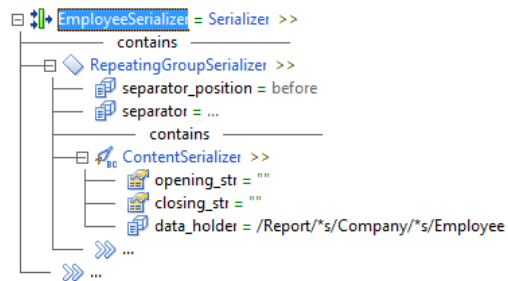 EmployeeSerializer = Serializer >>
contains
RepeatingGroupSerializer >>
separator_position = before
separator = ...
contains
ContentSerializer >>
opening_str = ""
closing_str = ""
data_holder = /Report/*s/Company/*s/Employee
...
...